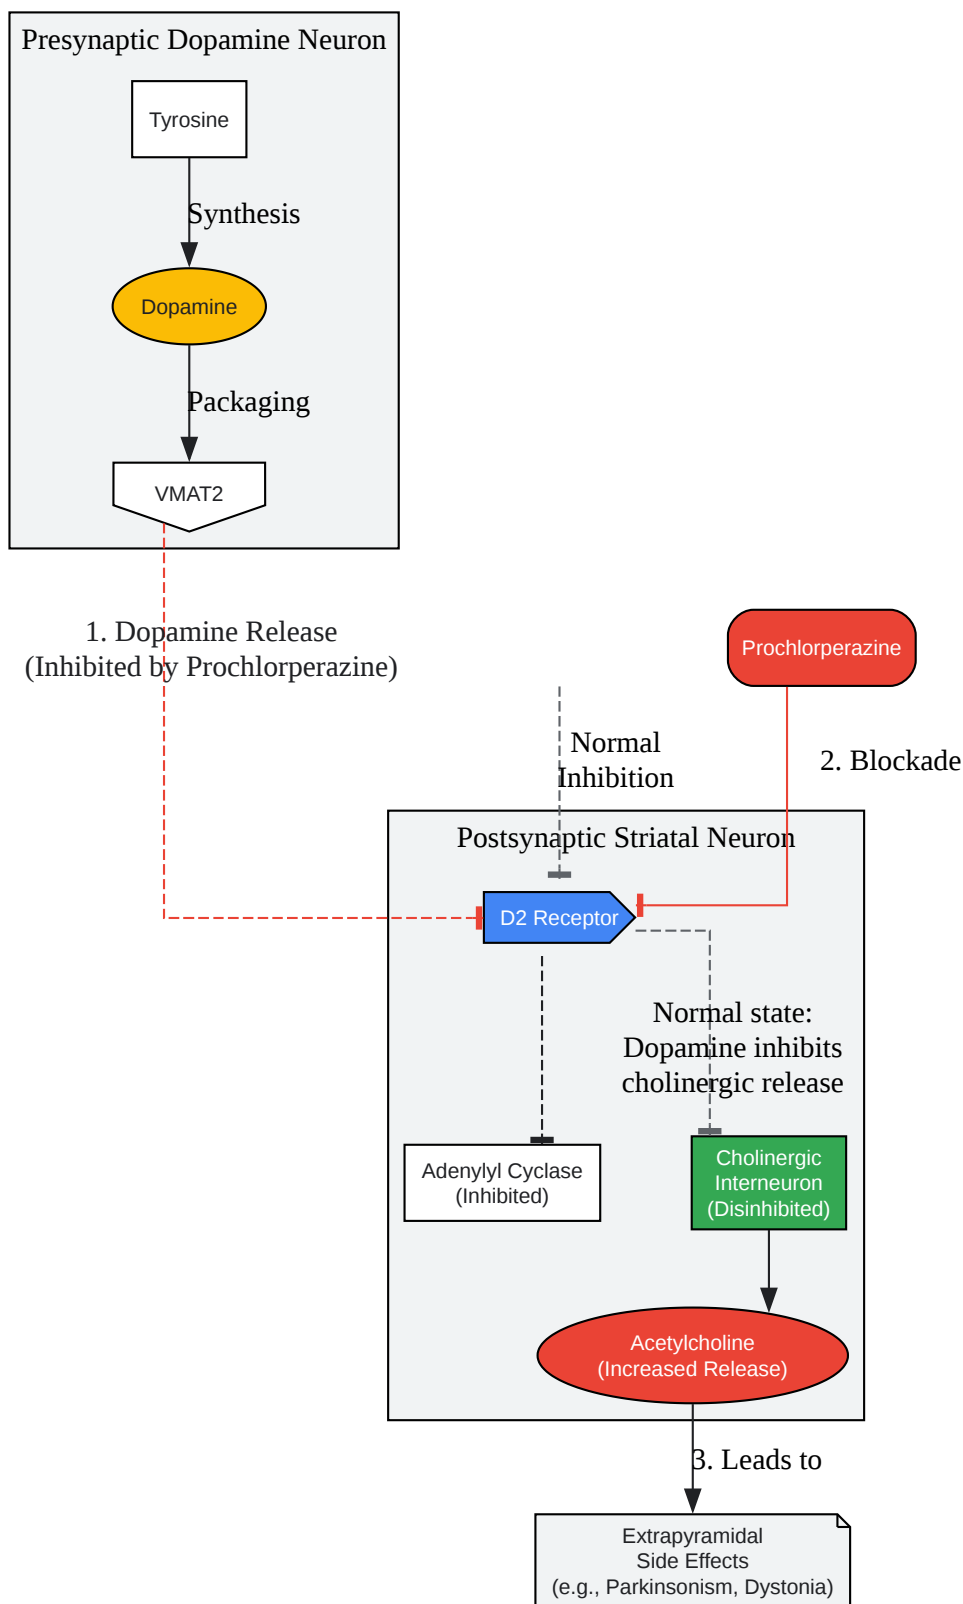 Presynaptic Dopamine Neuron
Tyrosine
Synthesis
Dopamine
Packaging
VMAT2
1. Dopamine Release
(Inhibited by Prochlorperazine)
Prochlorperazine
Normal
Inhibition
2. Blockade
Postsynaptic Striatal Neuron
D2 Receptor
Normal state:
Dopamine inhibits
cholinergic release
Adenylyl Cyclase
(Inhibited)
Cholinergic
Interneuron
(Disinhibited)
Acetylcholine
(Increased Release)
3. Leads to
Extrapyramidal
Side Effects
(e.g., Parkinsonism, Dystonia)